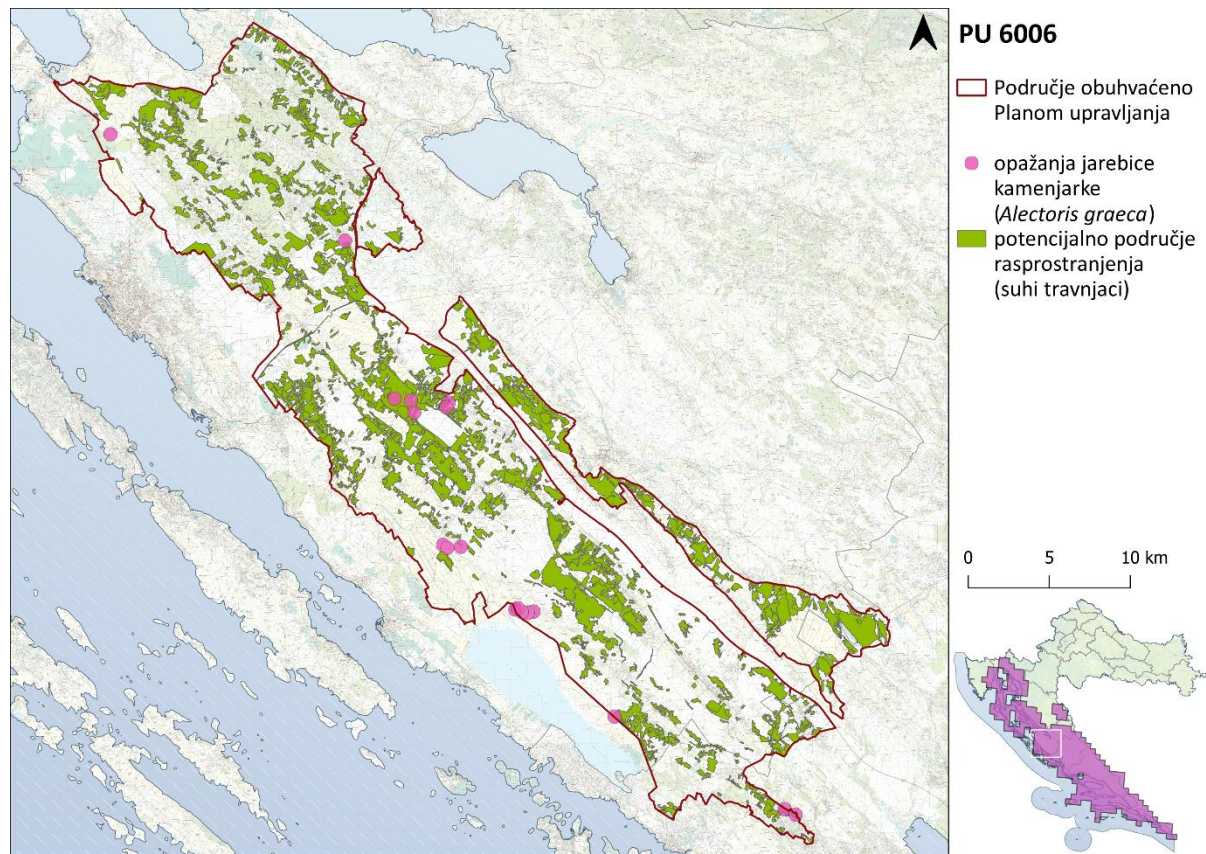 PU 6006
Područje obuhvaćeno
Planom upravljanja
opažanja jarebice
kamenjarke
(Alectoris graeca)
potencijalno područje
rasprostranjenja
(suhi travnjaci)
0 5 10 km